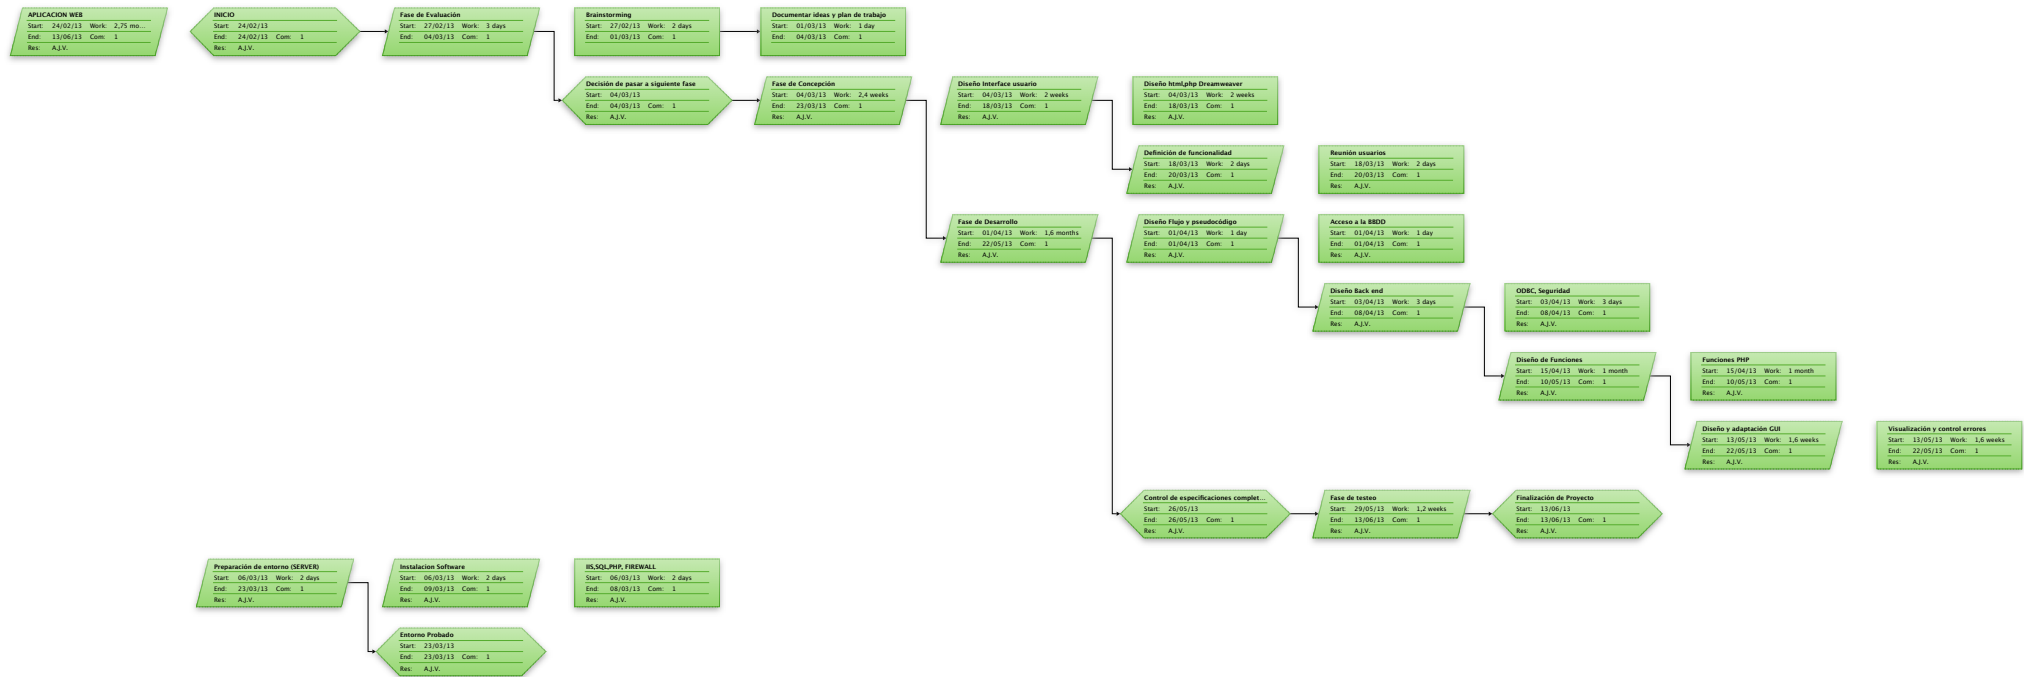 APLICACION WEB
Start: 24/02/13 Work: 2,75 mo...
End: 13/06/13 Com: 1
Res: A.J.V.
INICIO
Start: 24/02/13
End: 24/02/13 Com: 1
Res: A.J.V.
Fase de Evaluación
Start: 27/02/13 Work: 3 days
End: 04/03/13 Com: 1
Res: A.J.V.
Brainstorming
Start: 27/02/13 Work: 2 days
End: 01/03/13 Com: 1
Documentar ideas y plan de trabajo
Start: 01/03/13 Work: 1 day
End: 04/03/13 Com: 1
Decisión de pasar a siguiente fase
Start: 04/03/13
End: 04/03/13 Com: 1
Res: A.J.V.
Fase de Concepción
Start: 04/03/13 Work: 2,4 weeks
End: 23/03/13 Com: 1
Res: A.J.V.
Diseño Interface usuario
Start: 04/03/13 Work: 2 weeks
End: 18/03/13 Com: 1
Res: A.J.V.
Diseño html,php Dreamweaver
Start: 04/03/13 Work: 2 weeks
End: 18/03/13 Com: 1
Res: A.J.V.
Definición de funcionalidad
Start: 18/03/13 Work: 2 days
End: 20/03/13 Com: 1
Res: A.J.V.
Reunión usuarios
Start: 18/03/13 Work: 2 days
End: 20/03/13 Com: 1
Res: A.J.V.
Fase de Desarrollo
Start: 01/04/13 Work: 1,6 months
End: 22/05/13 Com: 1
Res: A.J.V.
Diseño Flujo y pseudocódigo
Start: 01/04/13 Work: 1 day
End: 01/04/13 Com: 1
Res: A.J.V.
Acceso a la BBDD
Start: 01/04/13 Work: 1 day
End: 01/04/13 Com: 1
Res: A.J.V.
Diseño Back end
Start: 03/04/13 Work: 3 days
End: 08/04/13 Com: 1
Res: A.J.V.
ODBC, Seguridad
Start: 03/04/13 Work: 3 days
End: 08/04/13 Com: 1
Res: A.J.V.
Diseño de Funciones
Start: 15/04/13 Work: 1 month
End: 10/05/13 Com: 1
Res: A.J.V.
Funciones PHP
Start: 15/04/13 Work: 1 month
End: 10/05/13 Com: 1
Res: A.J.V.
Diseño y adaptación GUI
Start: 13/05/13 Work: 1,6 weeks
End: 22/05/13 Com: 1
Res: A.J.V.
Visualización y control errores
Start: 13/05/13 Work: 1,6 weeks
End: 22/05/13 Com: 1
Res: A.J.V.
Control de especificaciones complet...
Start: 26/05/13
End: 26/05/13 Com: 1
Res: A.J.V.
Fase de testeo
Start: 29/05/13 Work: 1,2 weeks
End: 13/06/13 Com: 1
Res: A.J.V.
Finalización de Proyecto
Start: 13/06/13
End: 13/06/13 Com: 1
Res: A.J.V.
Preparación de entorno (SERVER)
Start: 06/03/13 Work: 2 days
End: 23/03/13 Com: 1
Res: A.J.V.
Instalacion Software
Start: 06/03/13 Work: 2 days
End: 09/03/13 Com: 1
Res: A.J.V.
IIS,SQL,PHP, FIREWALL
Start: 06/03/13 Work: 2 days
End: 08/03/13 Com: 1
Res: A.J.V.
Entorno Probado
Start: 23/03/13
End: 23/03/13 Com: 1
Res: A.J.V.